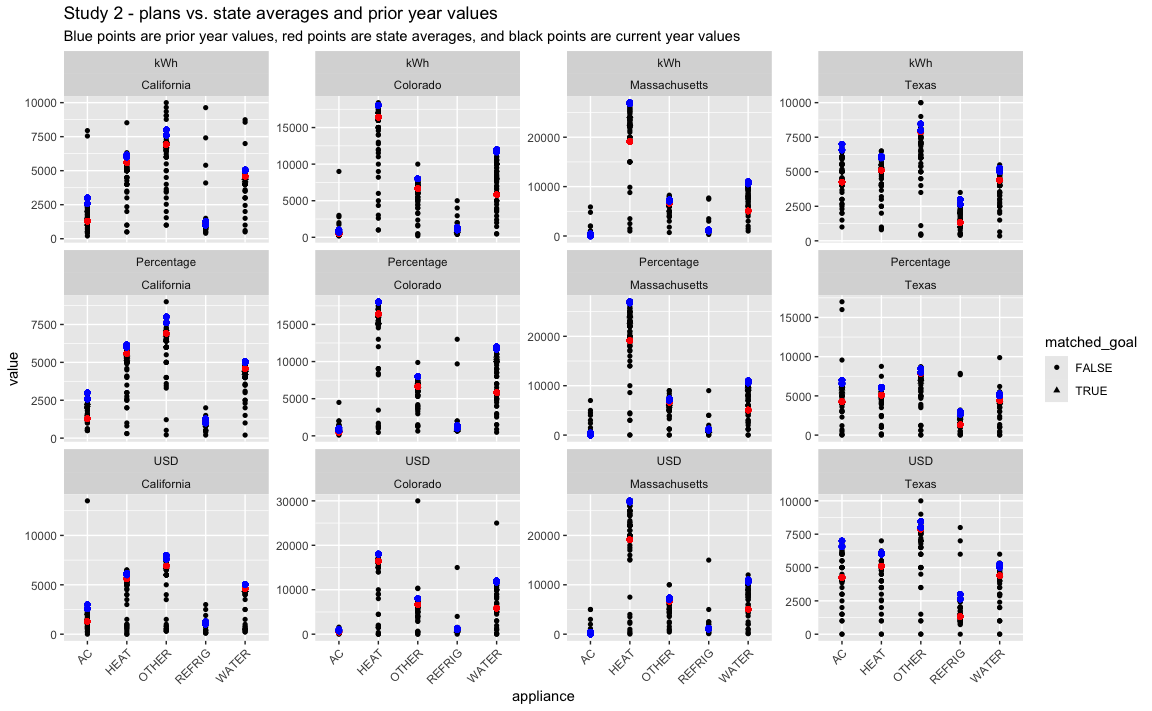 Study 2 - plans vs. state averages and prior year values
Blue points are prior year values, red points are state averages, and black points are current year values
kWh
California
kWh
Colorado
kWh
Massachusetts
kWh
Texas
10000
7500
5000
2500
0
15000
10000
5000
0
20000
10000
0
10000
7500
5000
2500
0
Percentage
California
Percentage
Colorado
Percentage
Massachusetts
Percentage
Texas
7500
5000
2500
0
15000
10000
5000
0
20000
10000
0
15000
10000
5000
0
USD
California
USD
Colorado
USD
Massachusetts
USD
Texas
10000
5000
0
30000
20000
10000
0
20000
10000
0
10000
7500
5000
2500
0
AC
HEAT
OTHER
REFRIG
WATER
AC
HEAT
OTHER
REFRIG
WATER
AC
HEAT
OTHER
REFRIG
WATER
AC
HEAT
OTHER
REFRIG
WATER
value
appliance
matched_goal
FALSE
TRUE